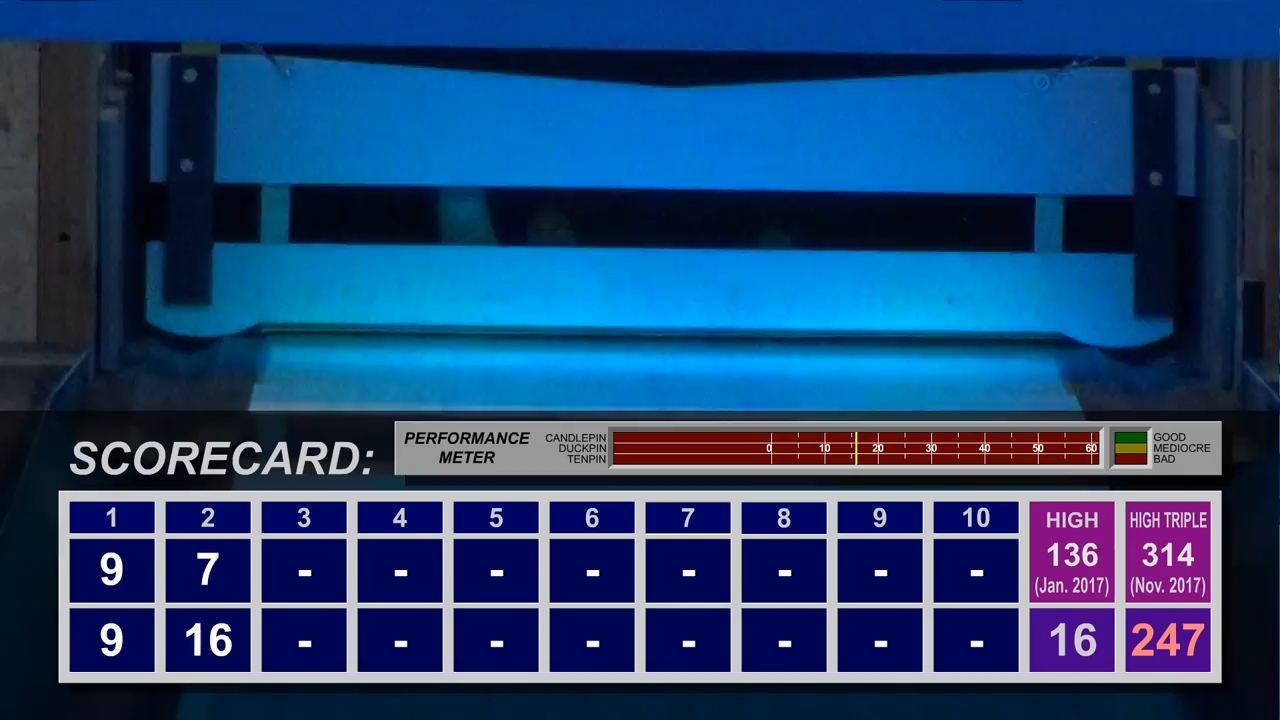 SCORECARD:
PERFORMANCE
METER
CANDLEPIN
DUCKPIN
TENPIN
0 10 20 30 40 50 60
GOOD
MEDIOCRE
BAD
1 2 3 4 5 6 7 8 9 10 HIGH HIGH TRIPLE
9 7 - - - - - - - - 136 314
(Jan. 2017) (Nov. 2017)
9 16 - - - - - - - - 16 247